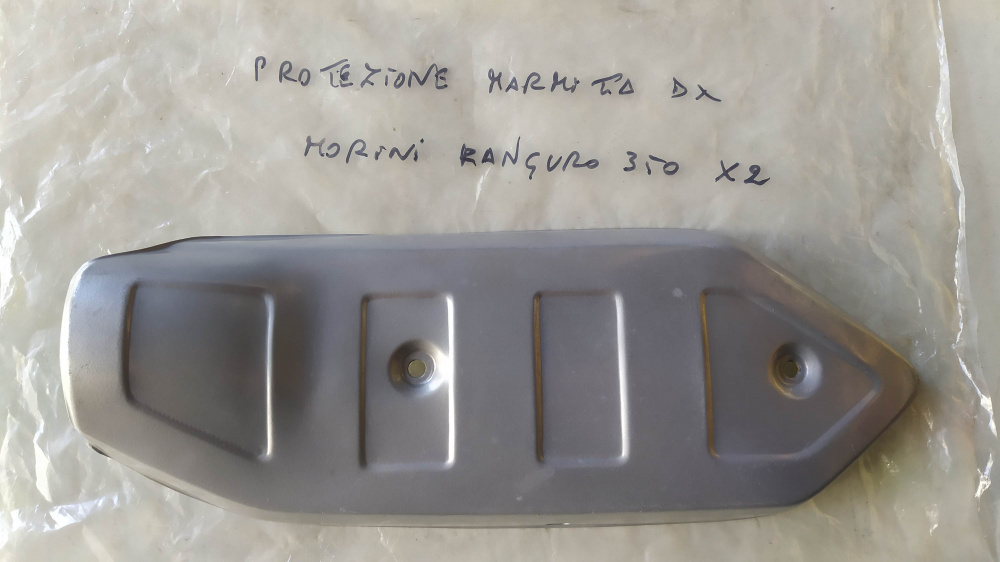 PROTEZIONE MARMITTA DX
MORINI KANGURO 350 X2